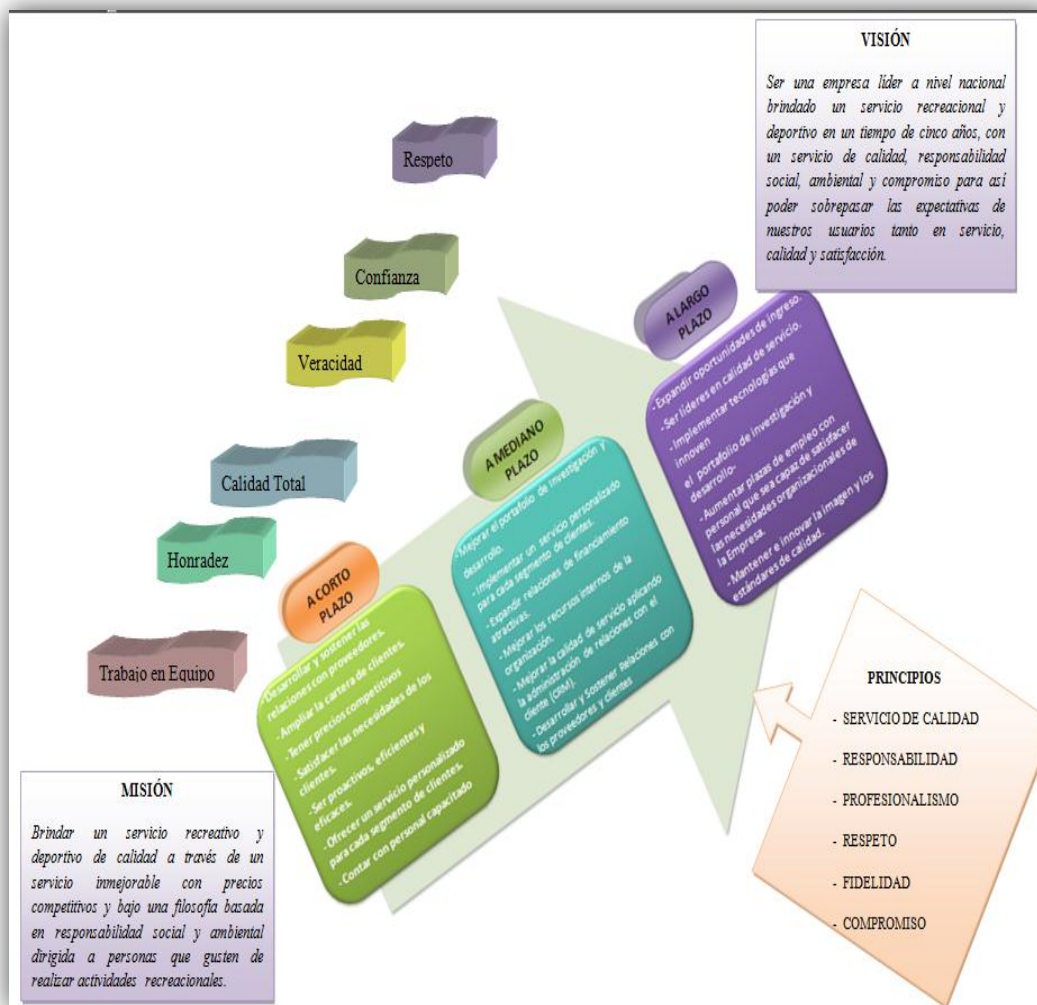 VISIÓN
Ser una empresa líder a nivel nacional
brindado un servicio recreacional y
deportivo en un tiempo de cinco años, con
un servicio de calidad, responsabilidad
social, ambiental y compromiso para así
poder sobrepasar las expectativas de
nuestros usuarios tanto en servicio,
calidad y satisfacción.
Respeto
Confianza
Veracidad
Calidad Total
Honradez
Trabajo en Equipo
A LARGO
PLAZO
- Expandir oportunidades de ingreso.
- Ser líderes en calidad de servicio.
- Implementar tecnologías que
innoven
el portafolio de investigación y
desarrollo-
- Aumentar plazas de empleo con
personal que sea capaz de satisfacer
las necesidades organizacionales de
la Empresa.
- Mantener e innovar la imagen y los
estándares de calidad.
A MEDIANO
PLAZO
- Mejorar el portafolio de Investigación y
desarrollo.
- Implementar un servicio personalizado
para cada segmento de clientes.
- Expandir relaciones de financiamiento
atractivas.
- Mejorar los recursos internos de la
organización.
- Mejorar la calidad de servicio aplicando
la administración de relaciones con el
cliente (CRM).
- Desarrollar y Sostener Relaciones con
los proveedores y clientes
A CORTO
PLAZO
- Desarrollar y sostener las
relaciones con proveedores.
- Ampliar la cartera de clientes.
- Tener precios competitivos
- Satisfacer las necesidades de los
clientes.
- Ser proactivos, eficientes y
eficaces.
- Ofrecer un servicio personalizado
para cada segmento de clientes.
- Contar con personal capacitado
PRINCIPIOS
- SERVICIO DE CALIDAD
- RESPONSABILIDAD
- PROFESIONALISMO
- RESPETO
- FIDELIDAD
- COMPROMISO
MISIÓN
Brindar un servicio recreativo y
deportivo de calidad a través de un
servicio inmejorable con precios
competitivos y bajo una filosofía basada
en responsabilidad social y ambiental
dirigida a personas que gusten de
realizar actividades recreacionales.